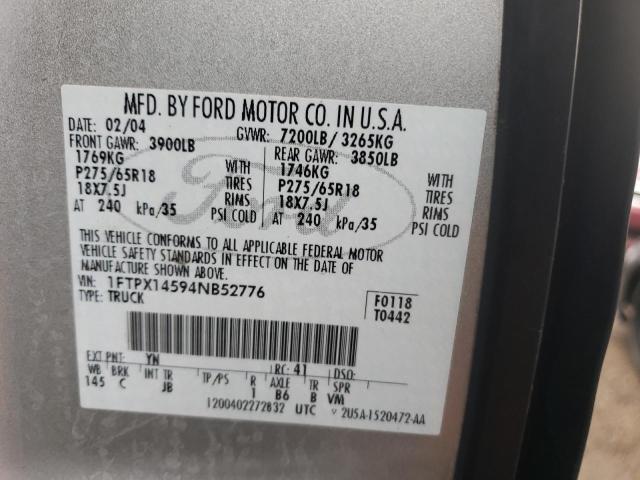 MFD. BY FORD MOTOR CO. IN U.S.A.
DATE: 02/04 GVWR: 7200LB/ 3265KG
FRONT GAWR: 3900LB REAR GAWR: 3850LB
1769KG WITH 1746KG WITH
P275/65R18 TIRES P275/65R18 TIRES
18X7.5J RIMS 18X7.5J RIMS
AT 240 kPa/35 PSI COLD AT 240 kPa/35 PSI COLD
THIS VEHICLE CONFORMS TO ALL APPLICABLE FEDERAL MOTOR
VEHICLE SAFETY STANDARDS IN EFFECT ON THE DATE OF
MANUFACTURE SHOWN ABOVE.
VIN: 1FTPX14594NB52776
TYPE: TRUCK
F0118
T0442
EXT PNT: YN RC: 41 DSO:
WB BRK INT TR TP/PS R AXLE TR SPR
145 C JB 1 B6 B VM
1200402272832 UTC
2U5A-1520472-AA
Ford